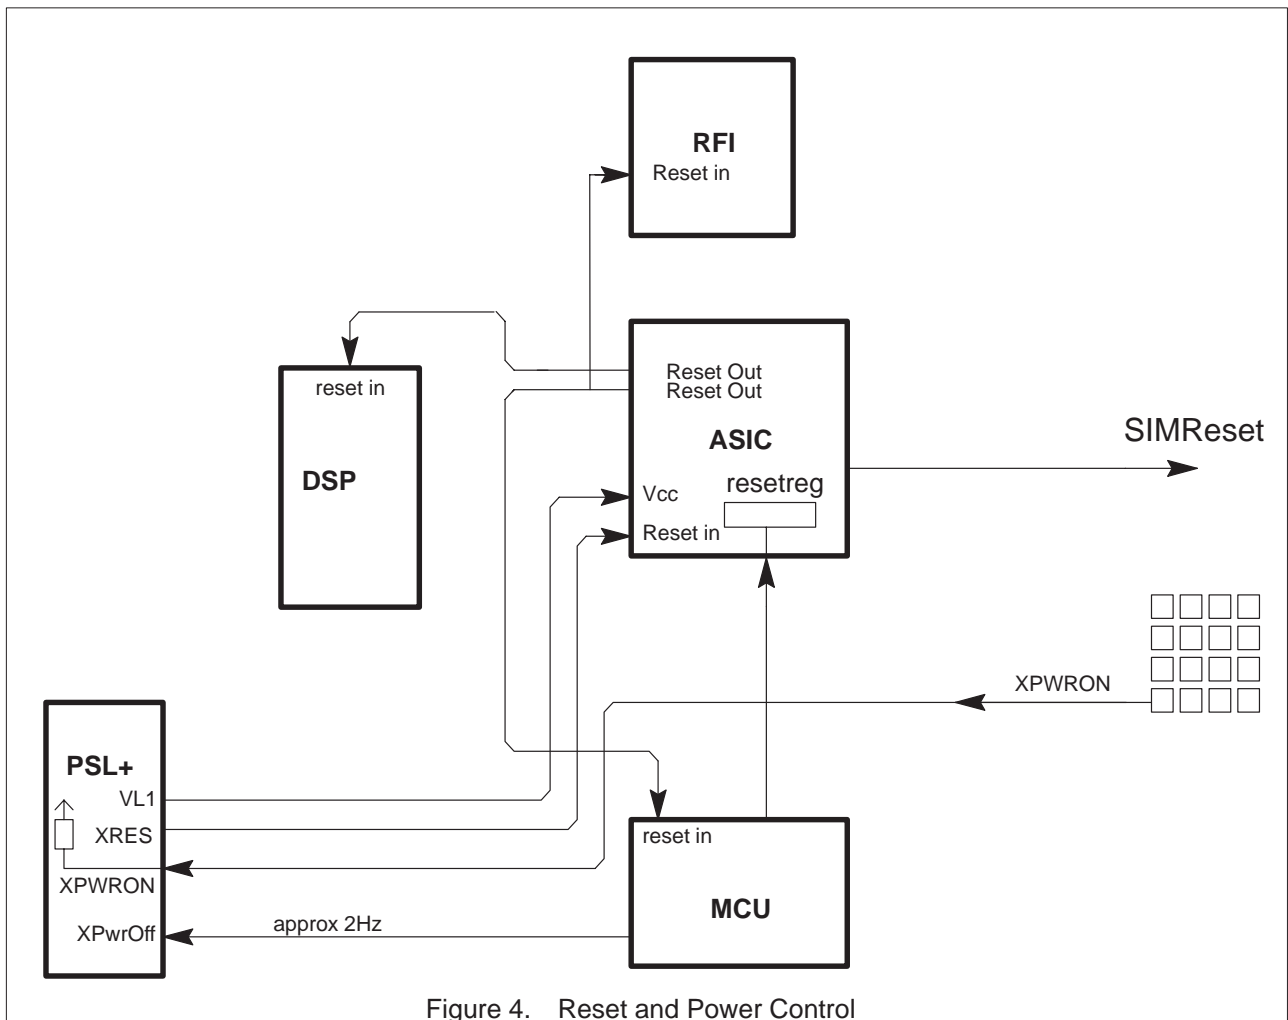 RFI
Reset in
reset in
DSP
Reset Out
Reset Out
ASIC
resetreg
Vcc
Reset in
SIMReset
XPWRON
PSL+
VL1
XRES
XPWRON
XPwrOff
approx 2Hz
reset in
MCU
Figure 4. Reset and Power Control